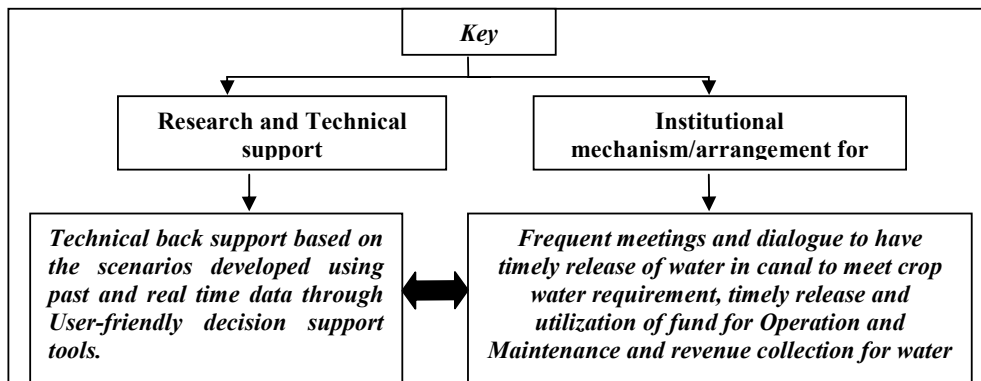 Key
Research and Technical
support
Institutional
mechanism/arrangement for
Technical back support based on
the scenarios developed using
past and real time data through
User-friendly decision support
tools.
Frequent meetings and dialogue to have
timely release of water in canal to meet crop
water requirement, timely release and
utilization of fund for Operation and
Maintenance and revenue collection for water